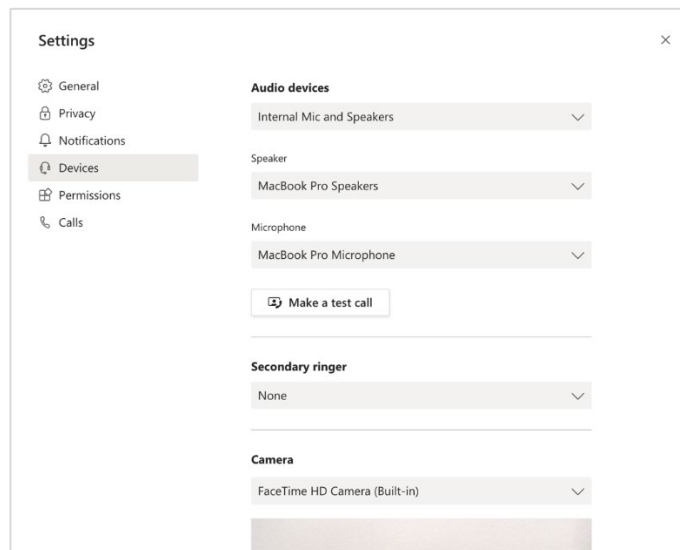 Settings
General
Privacy
Notifications
Devices
Permissions
Calls
Audio devices
Internal Mic and Speakers
Speaker
MacBook Pro Speakers
Microphone
MacBook Pro Microphone
Make a test call
Secondary ringer
None
Camera
FaceTime HD Camera (Built-in)